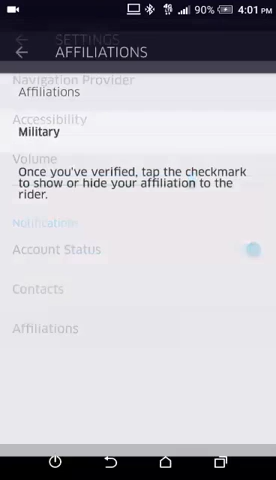 90% 4:01 PM
SETTINGS
AFFILIATIONS
Navigation Provider
Affiliations
Accessibility
Military
Volume
Once you've verified, tap the checkmark
to show or hide your affiliation to the
rider.
Notifications
Account Status
Contacts
Affiliations